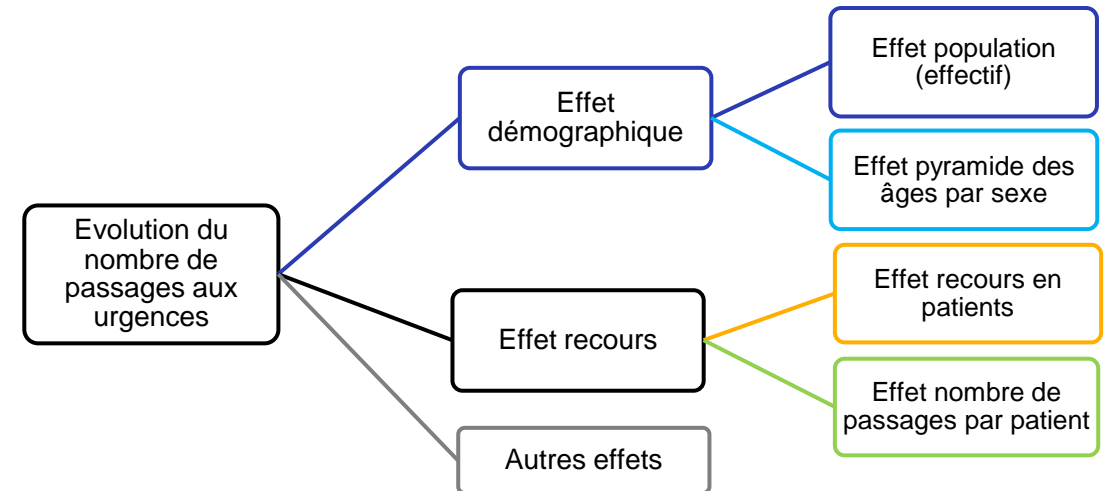 Effet population
(effectif)
Effet
démographique
Effet pyramide des
âges par sexe
Evolution du
nombre de
passages aux
urgences
Effet recours en
patients
Effet recours
Effet nombre de
passages par patient
Autres effets